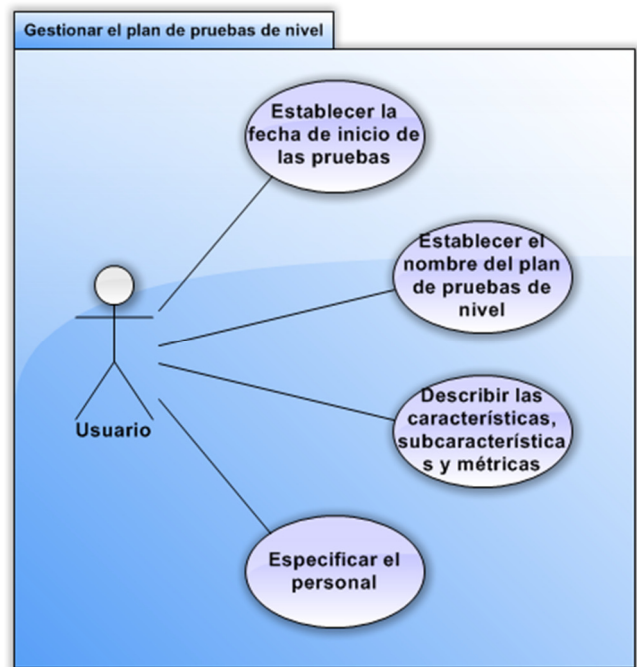 Gestionar el plan de pruebas de nivel
Establecer la
fecha de inicio de
las pruebas
Establecer el
nombre del plan
de pruebas de
nivel
Usuario
Describir las
características,
subcaracterística
s y métricas
Especificar el
personal